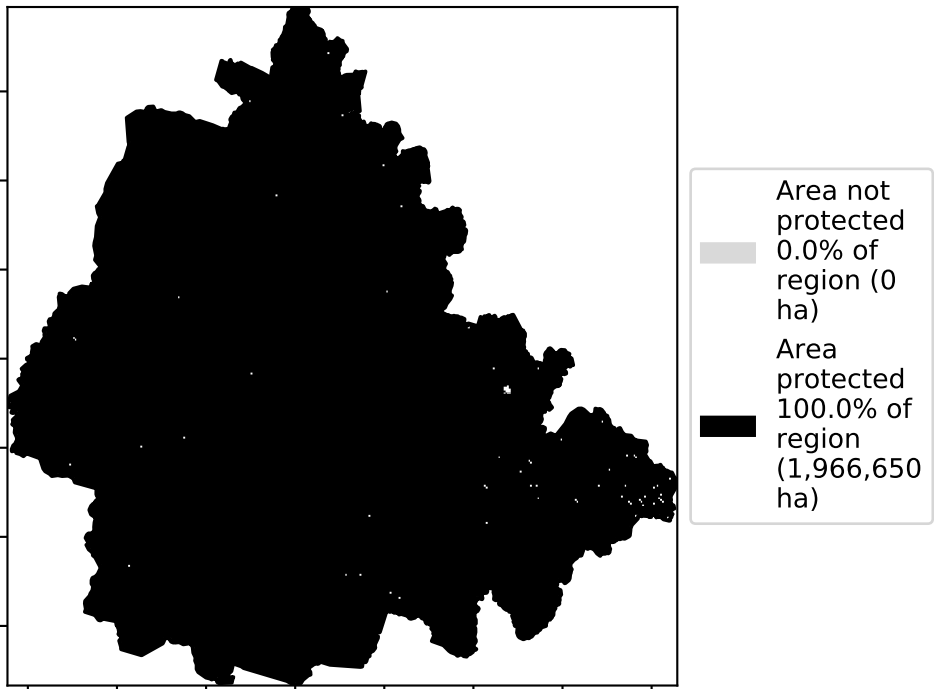 Area not
protected
0.0% of
region (0
ha)
Area
protected
100.0% of
region
(1,966,650
ha)